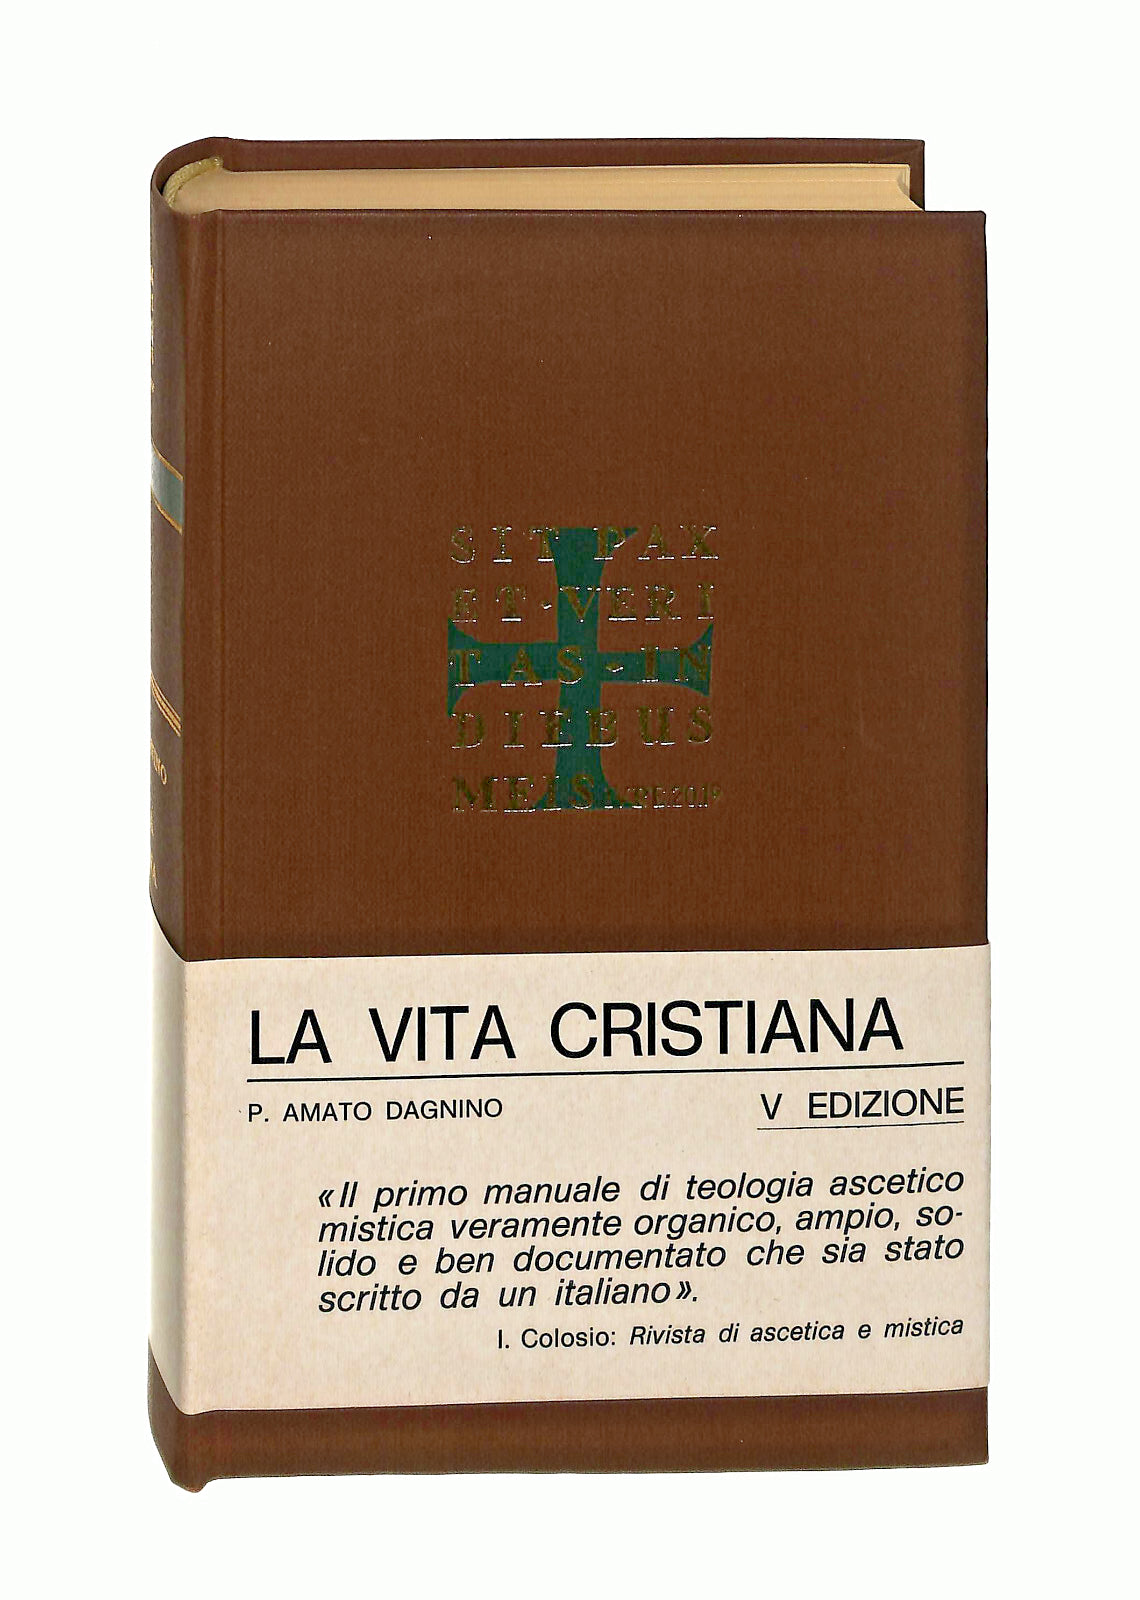 SIT PAX
ET·VERI
TAS-IN
DIEBUS
MEIS
LA VITA CRISTIANA
P. AMATO DAGNINO
V EDIZIONE
«Il primo manuale di teologia ascetico
mistica veramente organico, ampio, so-
lido e ben documentato che sia stato
scritto da un italiano».
I. Colosio: Rivista di ascetica e mistica